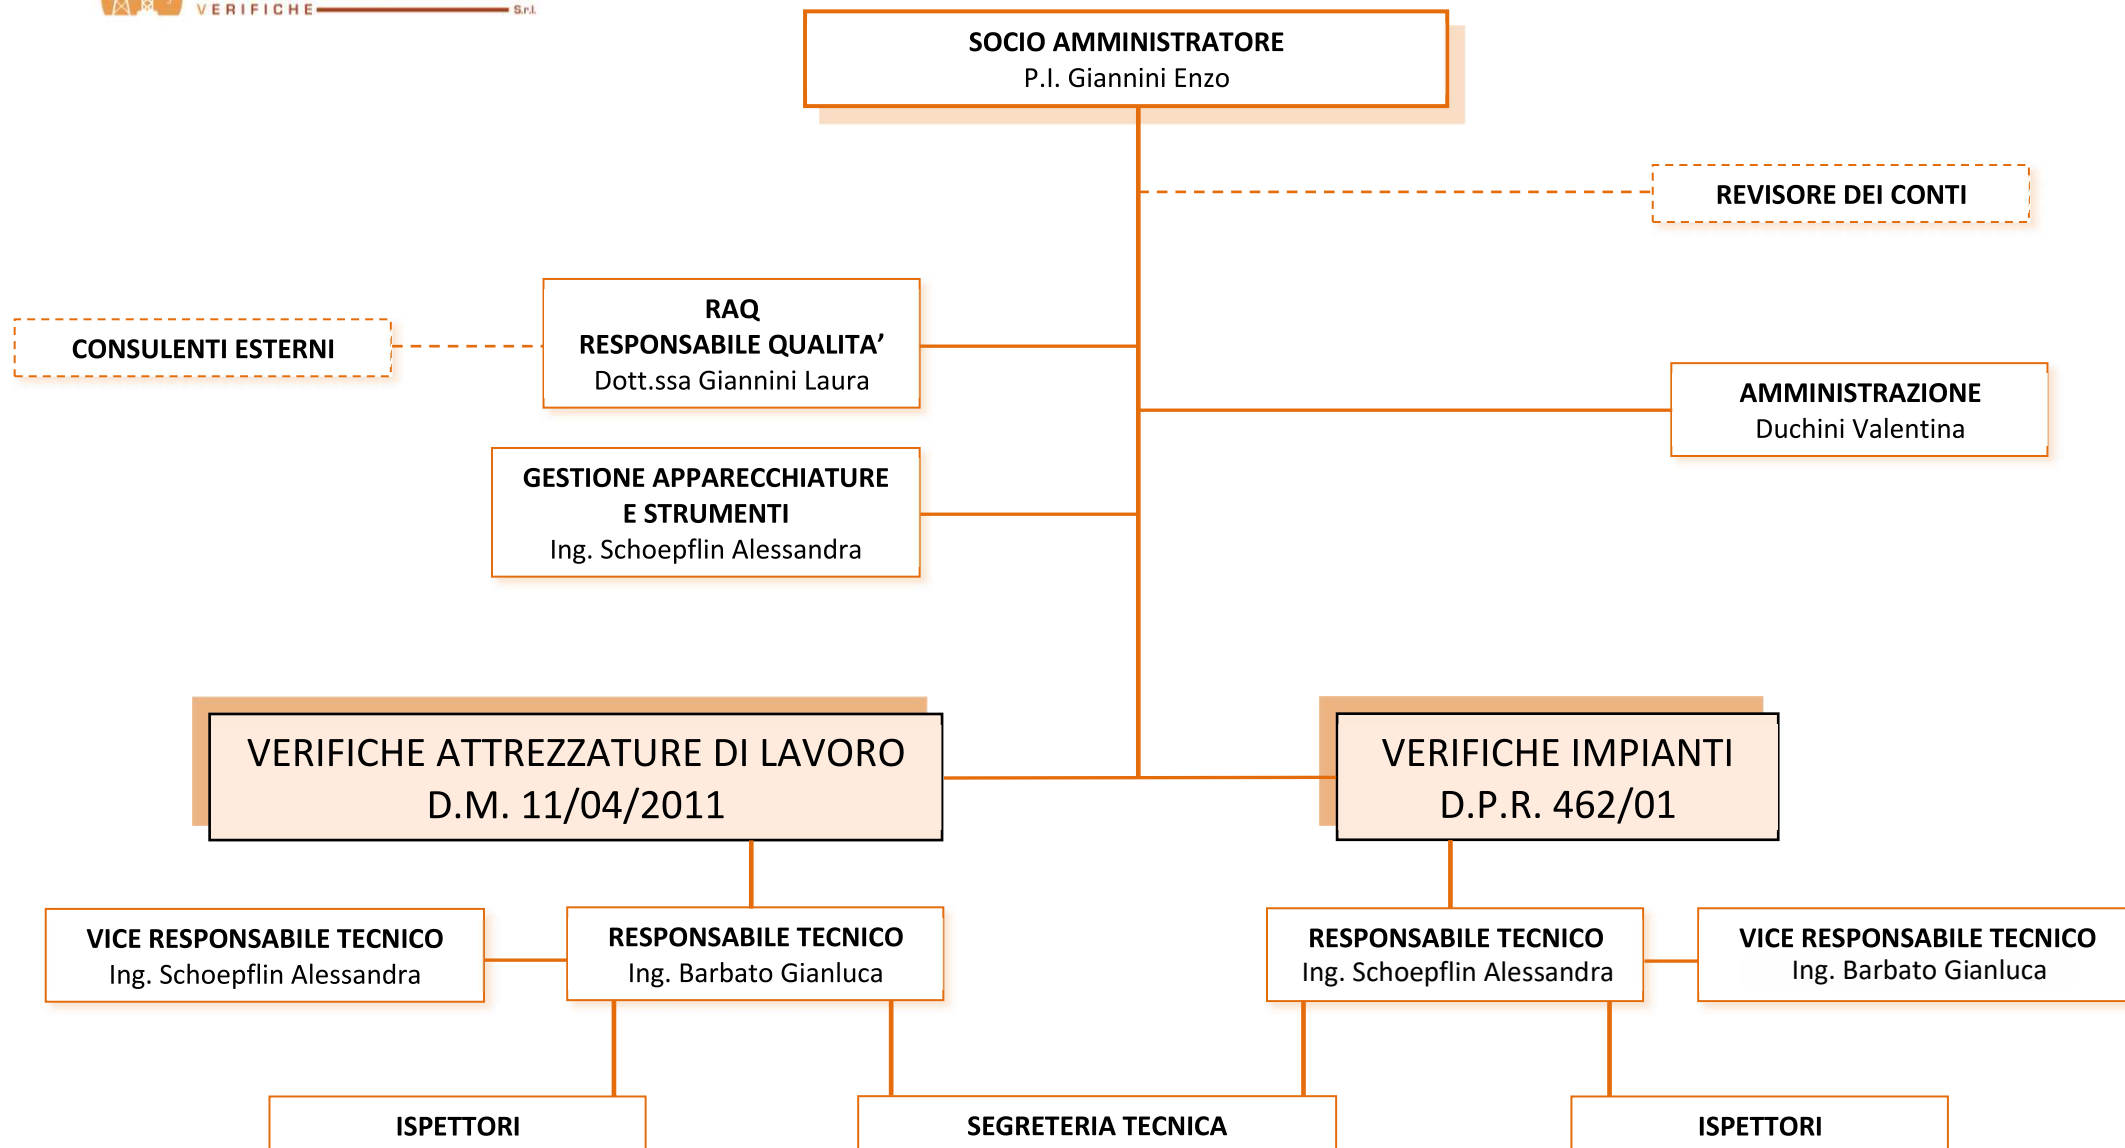 VERIFICHE S.r.l.
SOCIO AMMINISTRATORE
P.I. Giannini Enzo
REVISORE DEI CONTI
RAQ
RESPONSABILE QUALITA’
Dott.ssa Giannini Laura
CONSULENTI ESTERNI
AMMINISTRAZIONE
Duchini Valentina
GESTIONE APPARECCHIATURE
E STRUMENTI
Ing. Schoepflin Alessandra
VERIFICHE ATTREZZATURE DI LAVORO
D.M. 11/04/2011
VERIFICHE IMPIANTI
D.P.R. 462/01
VICE RESPONSABILE TECNICO
Ing. Schoepflin Alessandra
RESPONSABILE TECNICO
Ing. Barbato Gianluca
RESPONSABILE TECNICO
Ing. Schoepflin Alessandra
VICE RESPONSABILE TECNICO
Ing. Barbato Gianluca
ISPETTORI
SEGRETERIA TECNICA
ISPETTORI